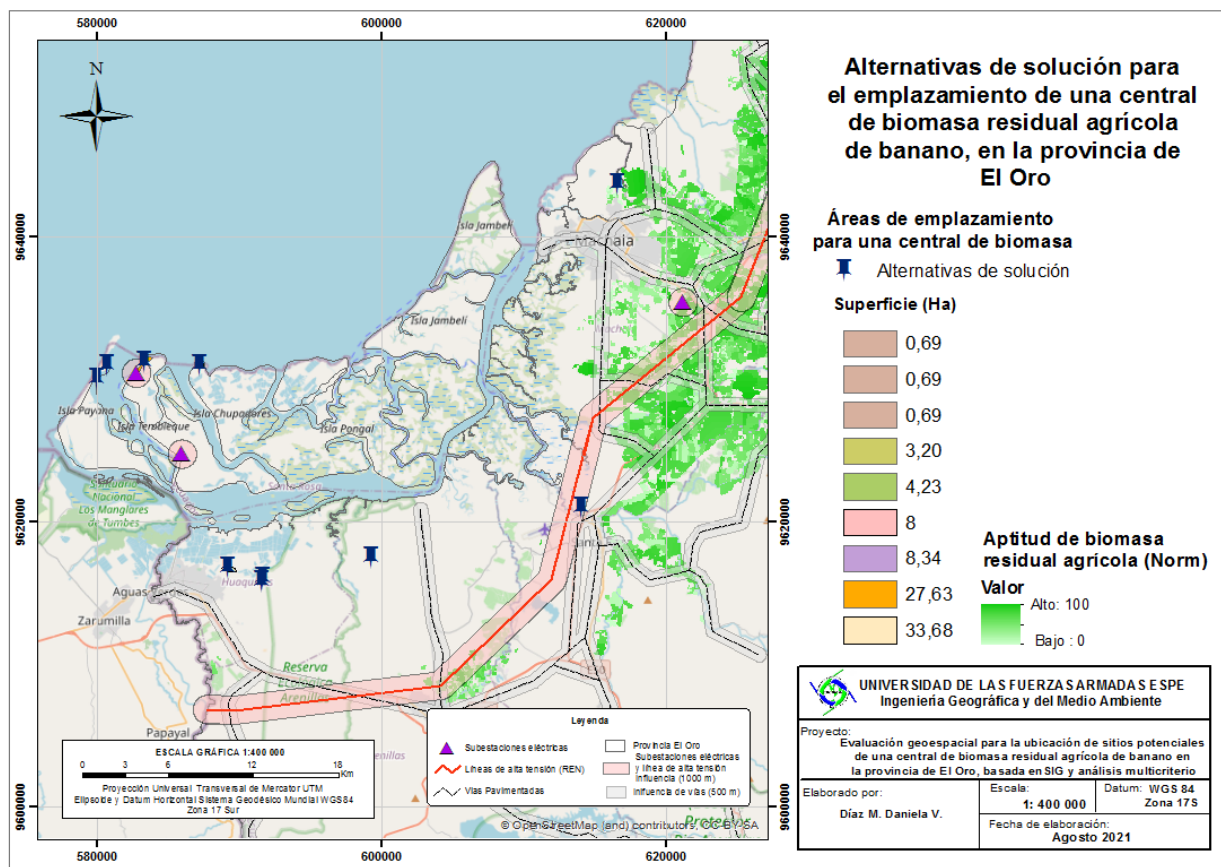 580000
600000
620000
N
9640000
9620000
9600000
9640000
9620000
9600000
Isla Jambelí
Machala
Isla Jambelí
Isla Payana
Isla Chupadores
Isla Tembleque
Isla Pongal
Santa Rosa
Santuario
Nacional
Los Manglares
de Tumbes
Huaquillas
Zarumilla
Reserva
Ecológica
Arenillas
Papayal
580000
600000
620000
ESCALA GRÁFICA 1:400 000
0 3 6 12 18
Km
Proyección Universal Transversal de Mercator UTM
Elipsoide y Datum Horizontal Sistema Geodésico Mundial WGS84
Zona 17 Sur
Leyenda
Subestaciones eléctricas
Líneas de alta tensión (REN)
Vías Pavimentadas
Provincia El Oro
Subestaciones eléctricas
y línea de alta tensión
Influencia (1000 m)
Influencia de vías (500 m)
© OpenStreetMap (and) contributors, CC-BY-SA
Alternativas de solución para
el emplazamiento de una central
de biomasa residual agrícola
de banano, en la provincia de
El Oro
Áreas de emplazamiento
para una central de biomasa
Alternativas de solución
Superficie (Ha)
0,69
0,69
0,69
3,20
4,23
8
8,34
27,63
33,68
Aptitud de biomasa
residual agrícola (Norm)
Valor
Alto: 100
Bajo : 0
UNIVERSIDAD DE LAS FUERZAS ARMADAS ESPE
Ingeniería Geográfica y del Medio Ambiente
Proyecto:
Evaluación geoespacial para la ubicación de sitios potenciales
de una central de biomasa residual agrícola de banano en
la provincia de El Oro, basada en SIG y análisis multicriterio
Elaborado por:
Díaz M. Daniela V.
Escala:
1: 400 000
Datum: WGS 84
Zona 17S
Fecha de elaboración:
Agosto 2021